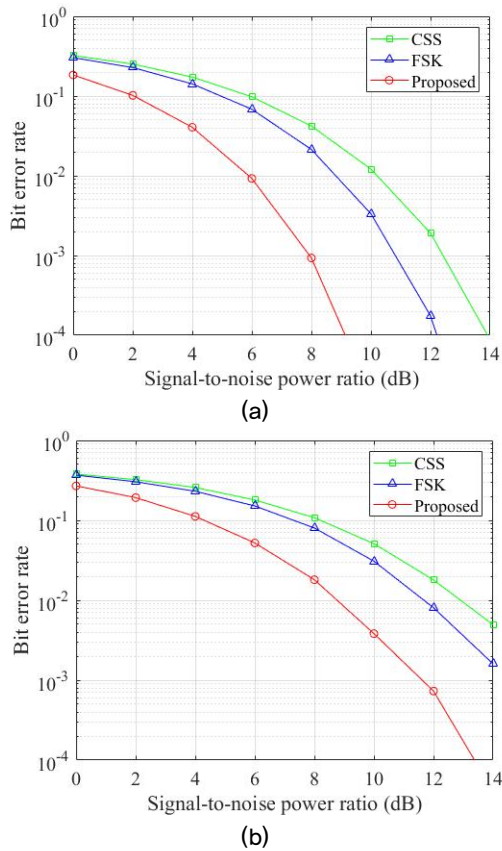 10^0
10^-1
10^-2
10^-3
10^-4
Bit error rate
CSS
FSK
Proposed
0 2 4 6 8 10 12 14
Signal-to-noise power ratio (dB)
(a)
10^0
10^-1
10^-2
10^-3
10^-4
Bit error rate
CSS
FSK
Proposed
0 2 4 6 8 10 12 14
Signal-to-noise power ratio (dB)
(b)